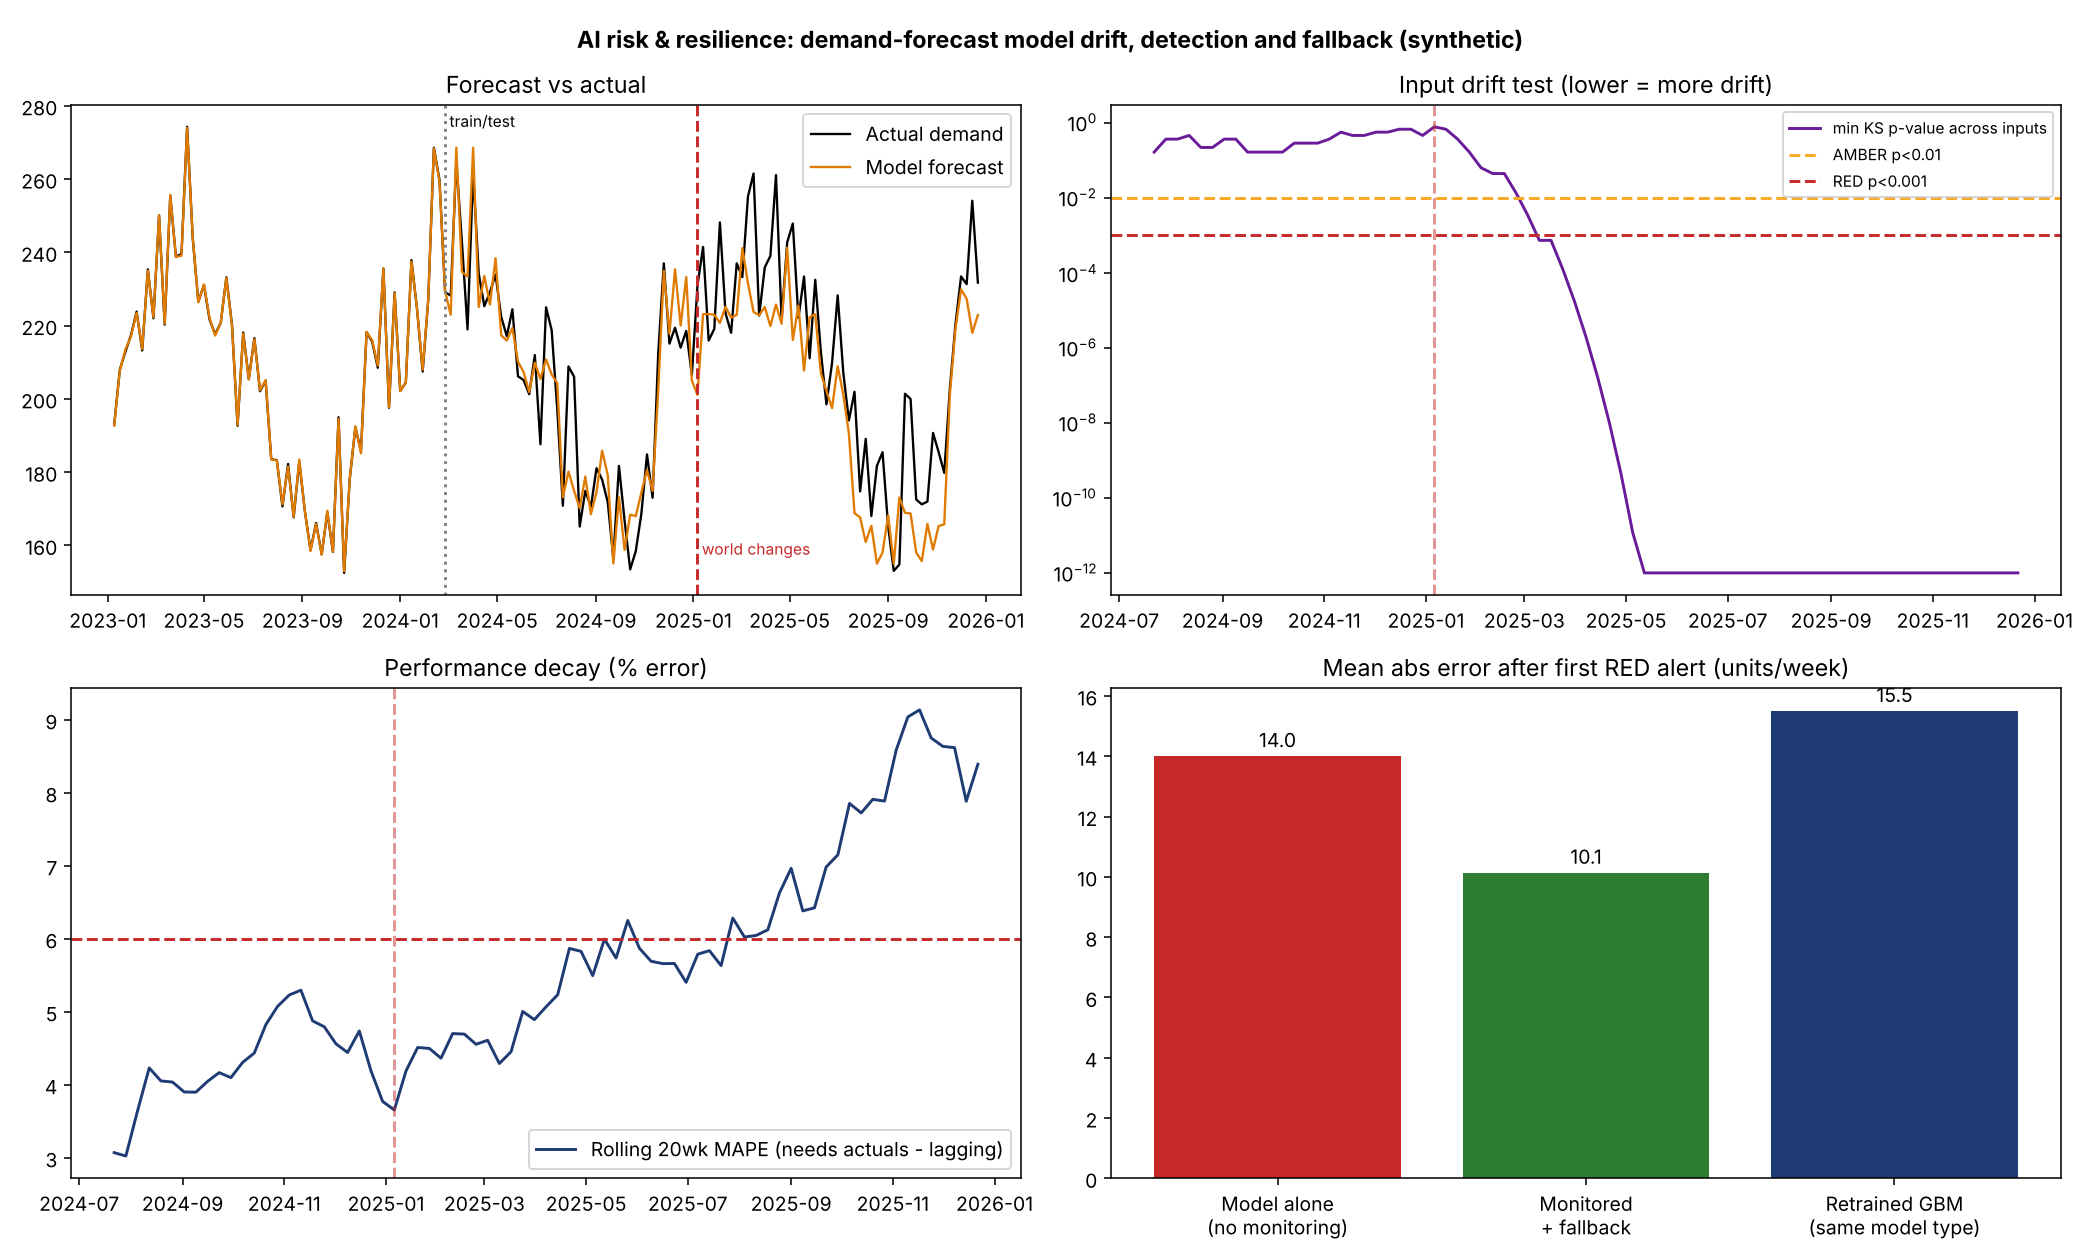 AI risk & resilience: demand-forecast model drift, detection and fallback (synthetic)
Forecast vs actual
280
260
240
220
200
180
160
train/test
Actual demand
Model forecast
world changes
2023-01 2023-05 2023-09 2024-01 2024-05 2024-09 2025-01 2025-05 2025-09 2026-01
Input drift test (lower = more drift)
10⁰
10⁻²
10⁻⁴
10⁻⁶
10⁻⁸
10⁻¹⁰
10⁻¹²
min KS p-value across inputs
AMBER p<0.01
RED p<0.001
2024-07 2024-09 2024-11 2025-01 2025-03 2025-05 2025-07 2025-09 2025-11 2026-01
Performance decay (% error)
9
8
7
6
5
4
3
Rolling 20wk MAPE (needs actuals - lagging)
2024-07 2024-09 2024-11 2025-01 2025-03 2025-05 2025-07 2025-09 2025-11 2026-01
Mean abs error after first RED alert (units/week)
16
14
12
10
8
6
4
2
0
14.0
10.1
15.5
Model alone
(no monitoring)
Monitored
+ fallback
Retrained GBM
(same model type)